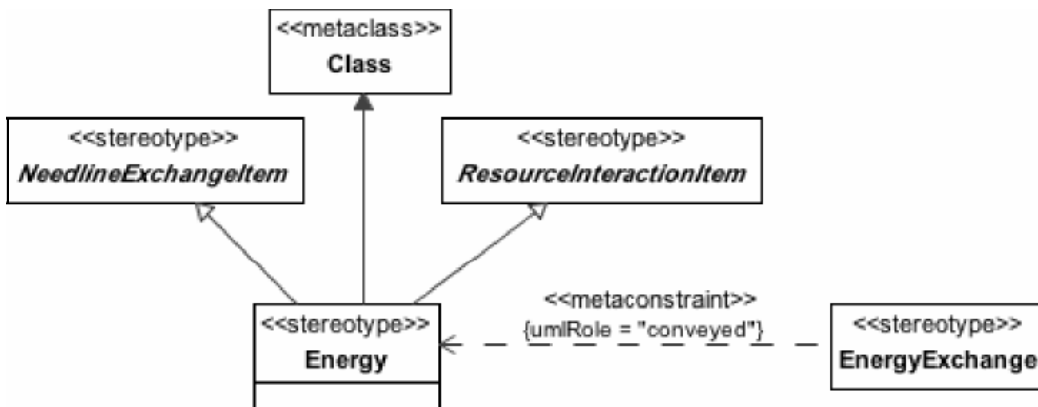 <<metaclass>>
Class
<<stereotype>>
NeedlineExchangeItem
<<stereotype>>
ResourceInteractionItem
<<metaconstraint>>
{umlRole = "conveyed"}
<<stereotype>>
Energy
<<stereotype>>
EnergyExchange